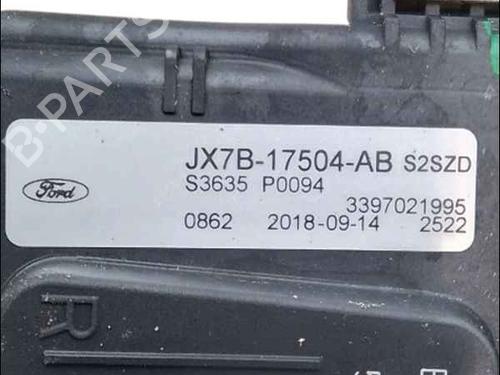 B-PARTS
JX7B-17504-AB S2SZD
Ford
S3635 P0094
3397021995
0862 2018-09-14 2522
R